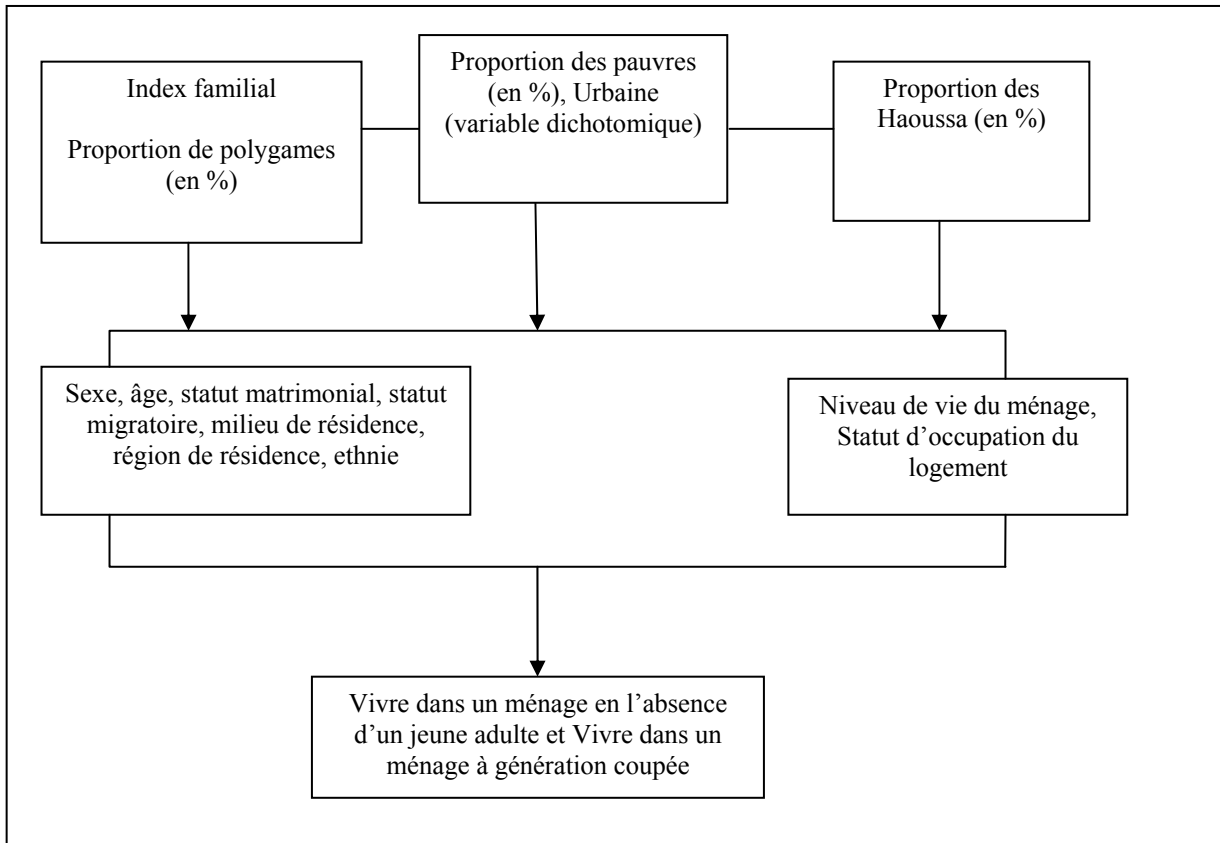 Index familial
Proportion de polygames
(en %)
Proportion des pauvres
(en %), Urbaine
(variable dichotomique)
Proportion des
Haoussa (en %)
Sexe, âge, statut matrimonial, statut
migratoire, milieu de résidence,
région de résidence, ethnie
Niveau de vie du ménage,
Statut d’occupation du
logement
Vivre dans un ménage en l’absence
d’un jeune adulte et Vivre dans un
ménage à génération coupée